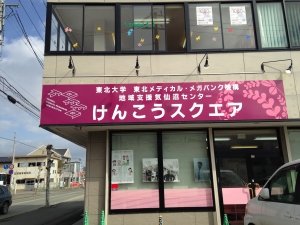 東北大学 東北メディカル・メガバンク機構
地域支援気仙沼センター
けんこうスクエア